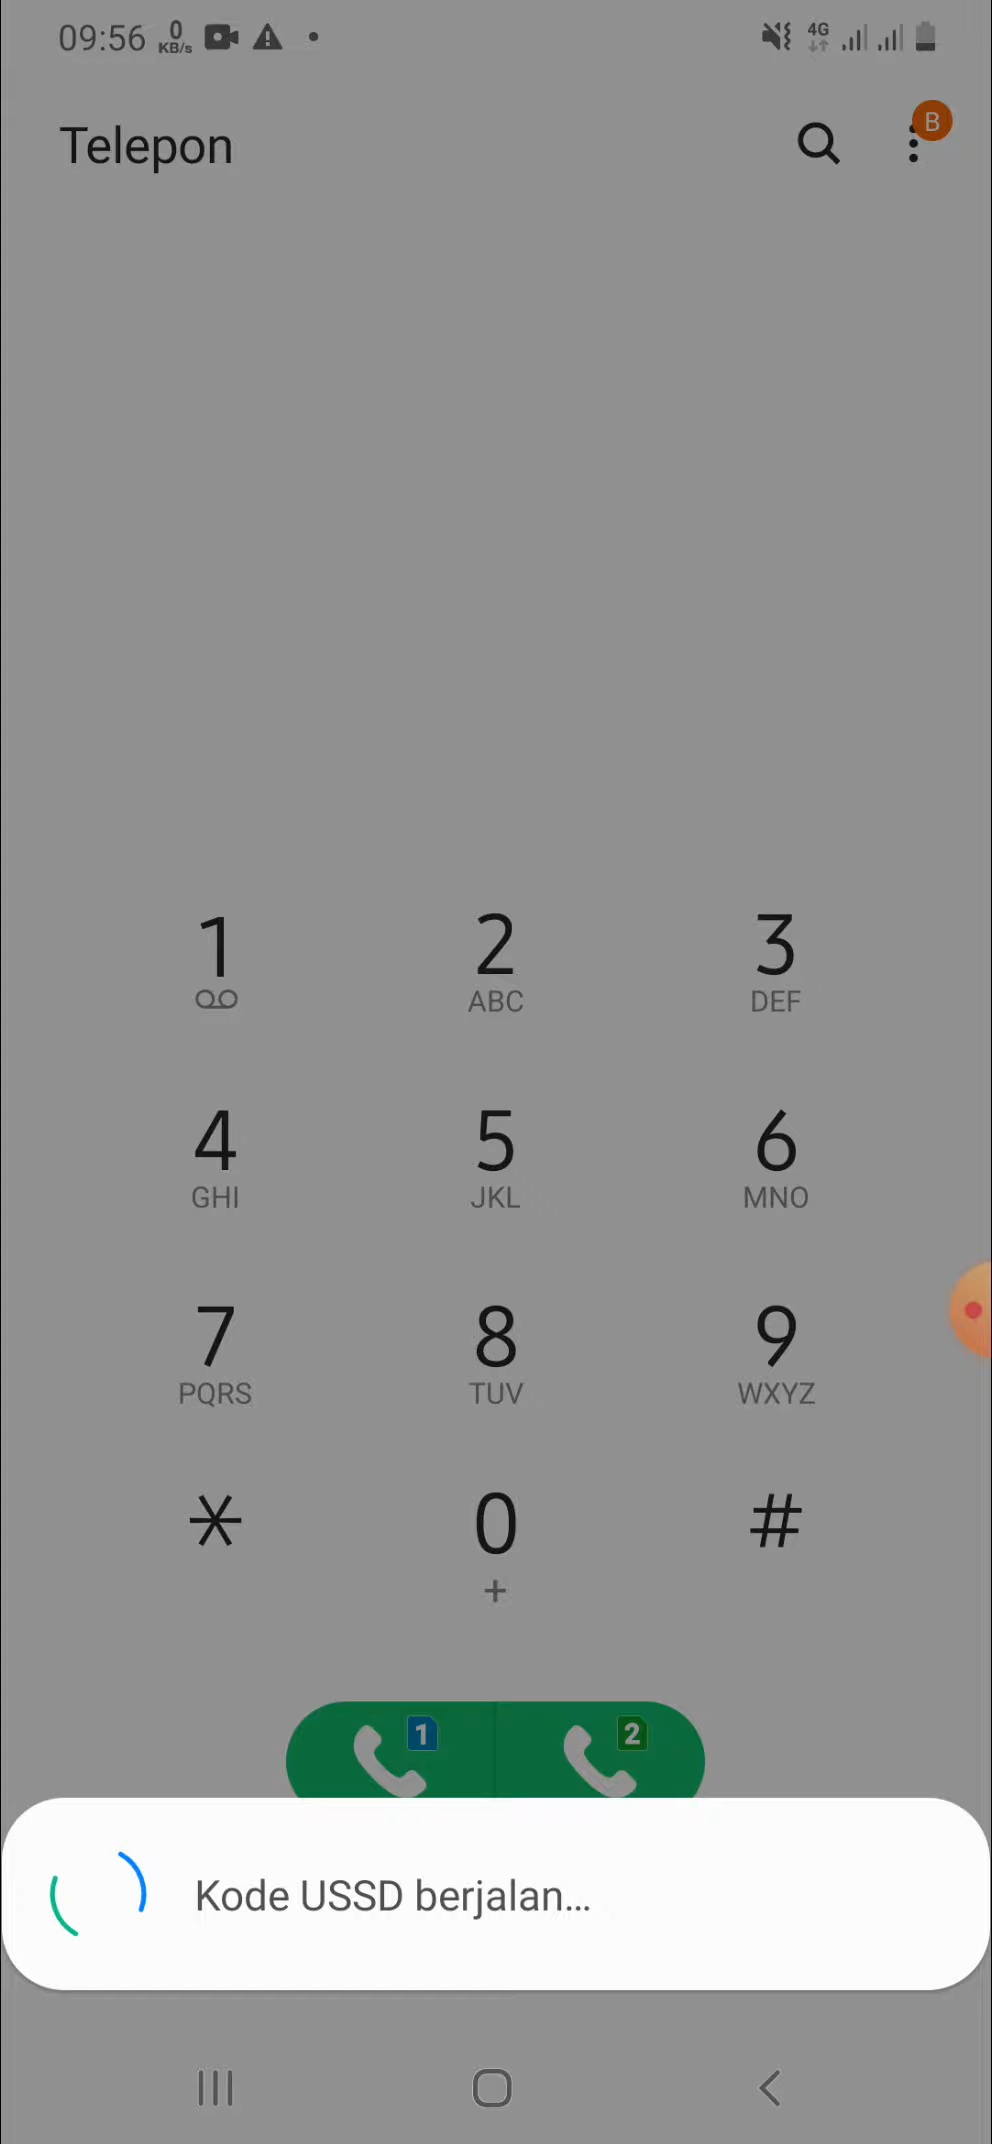 09:56 0 KB/s 4G
Telepon B
1 2 ABC 3 DEF
4 GHI 5 JKL 6 MNO
7 PQRS 8 TUV 9 WXYZ
* 0 + #
1 2
Kode USSD berjalan...